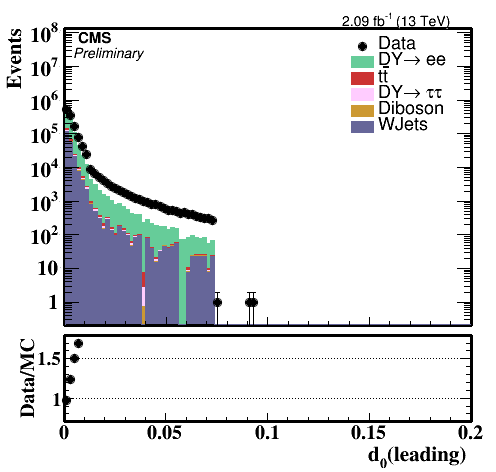 2.09 fb⁻¹ (13 TeV)
CMS
Preliminary
Data
DY→ ee
tt̄
DY→ ττ
Diboson
WJets
Events
10⁸
10⁷
10⁶
10⁵
10⁴
10³
10²
10
1
Data/MC
1.5
1
0 0.05 0.1 0.15 0.2
d₀(leading)